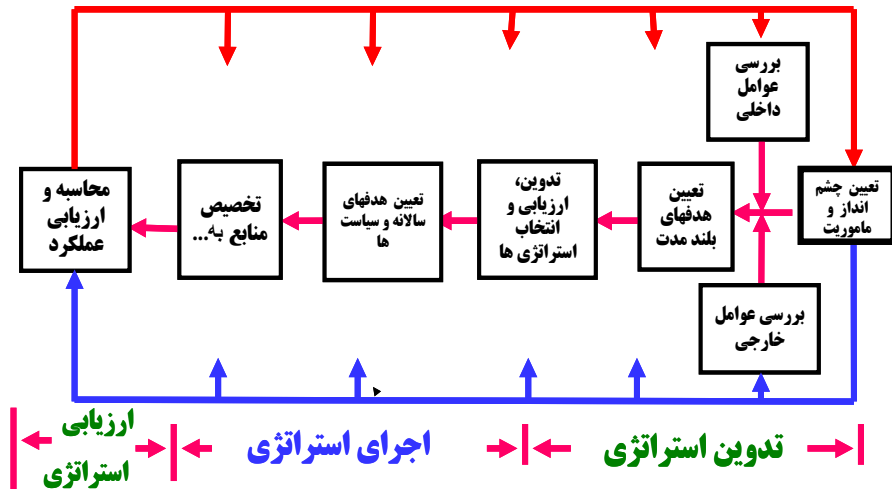 بررسی
عوامل
داخلی
تعیین چشم
انداز و
ماموریت
بررسی عوامل
خارجی
تعیین
هدفهای
بلند مدت
تدوین،
ارزیابی و
انتخاب
استراتژی ها
تعیین هدفهای
سالانه و سیاست
ها
تخصیص
منابع به...
محاسبه و
ارزیابی
عملکرد
تدوین استراتژی
اجرای استراتژی
ارزیابی
استراتژی